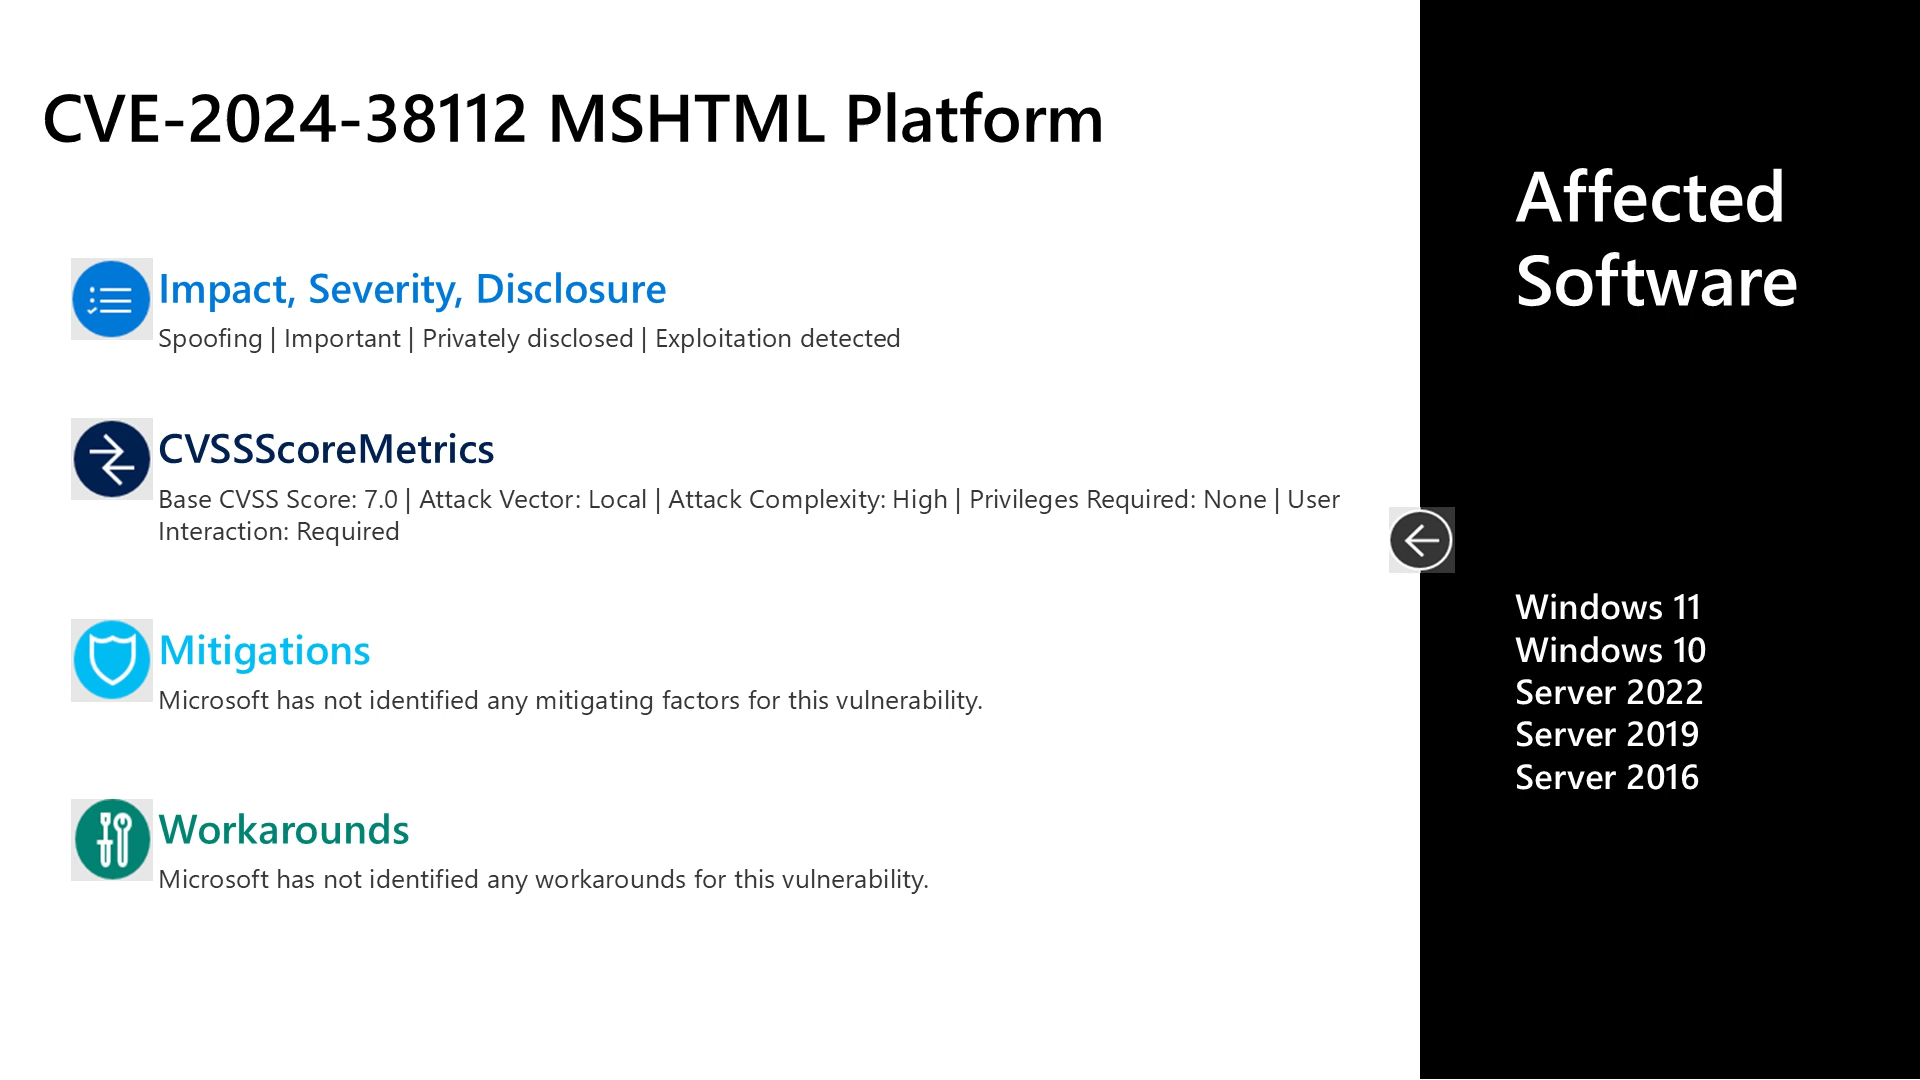 CVE-2024-38112 MSHTML Platform
Impact, Severity, Disclosure
Spoofing | Important | Privately disclosed | Exploitation detected
CVSSScoreMetrics
Base CVSS Score: 7.0 | Attack Vector: Local | Attack Complexity: High | Privileges Required: None | User
Interaction: Required
Mitigations
Microsoft has not identified any mitigating factors for this vulnerability.
Workarounds
Microsoft has not identified any workarounds for this vulnerability.
Affected
Software
Windows 11
Windows 10
Server 2022
Server 2019
Server 2016